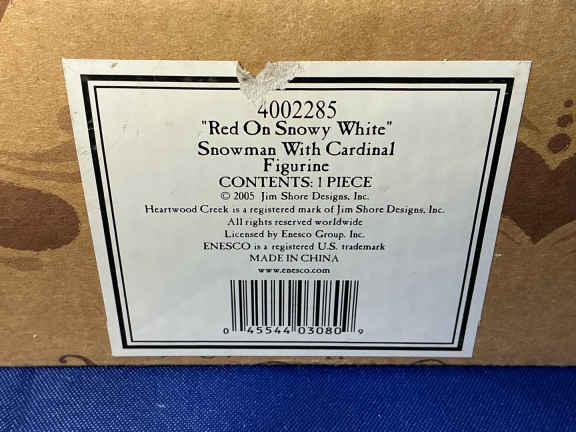 4002285
"Red On Snowy White"
Snowman With Cardinal
Figurine
CONTENTS: 1 PIECE
© 2005 Jim Shore Designs, Inc.
Heartwood Creek is a registered mark of Jim Shore Designs, Inc.
All rights reserved worldwide
Licensed by Enesco Group, Inc.
ENESCO is a registered U.S. trademark
MADE IN CHINA
www.enesco.com
0 45544 03080 9